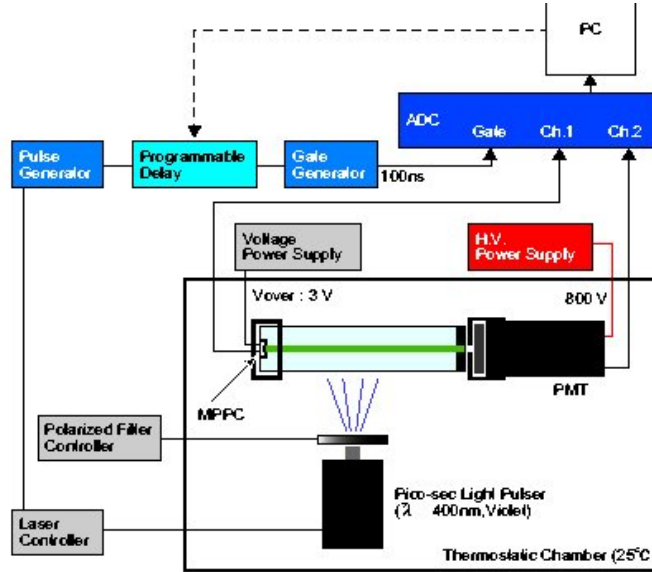 PC
ADC
Gate
Ch.1
Ch.2
Pulse
Generator
Programmable
Delay
Gate
Generator
100ns
Voltage
Power Supply
H.V.
Power Supply
Vover : 3 V
800 V
MPPC
PMT
Polarized Filter
Controller
Pico-sec Light Pulser
(λ 400nm,Violet)
Laser
Controller
Thermostatic Chamber (25°C